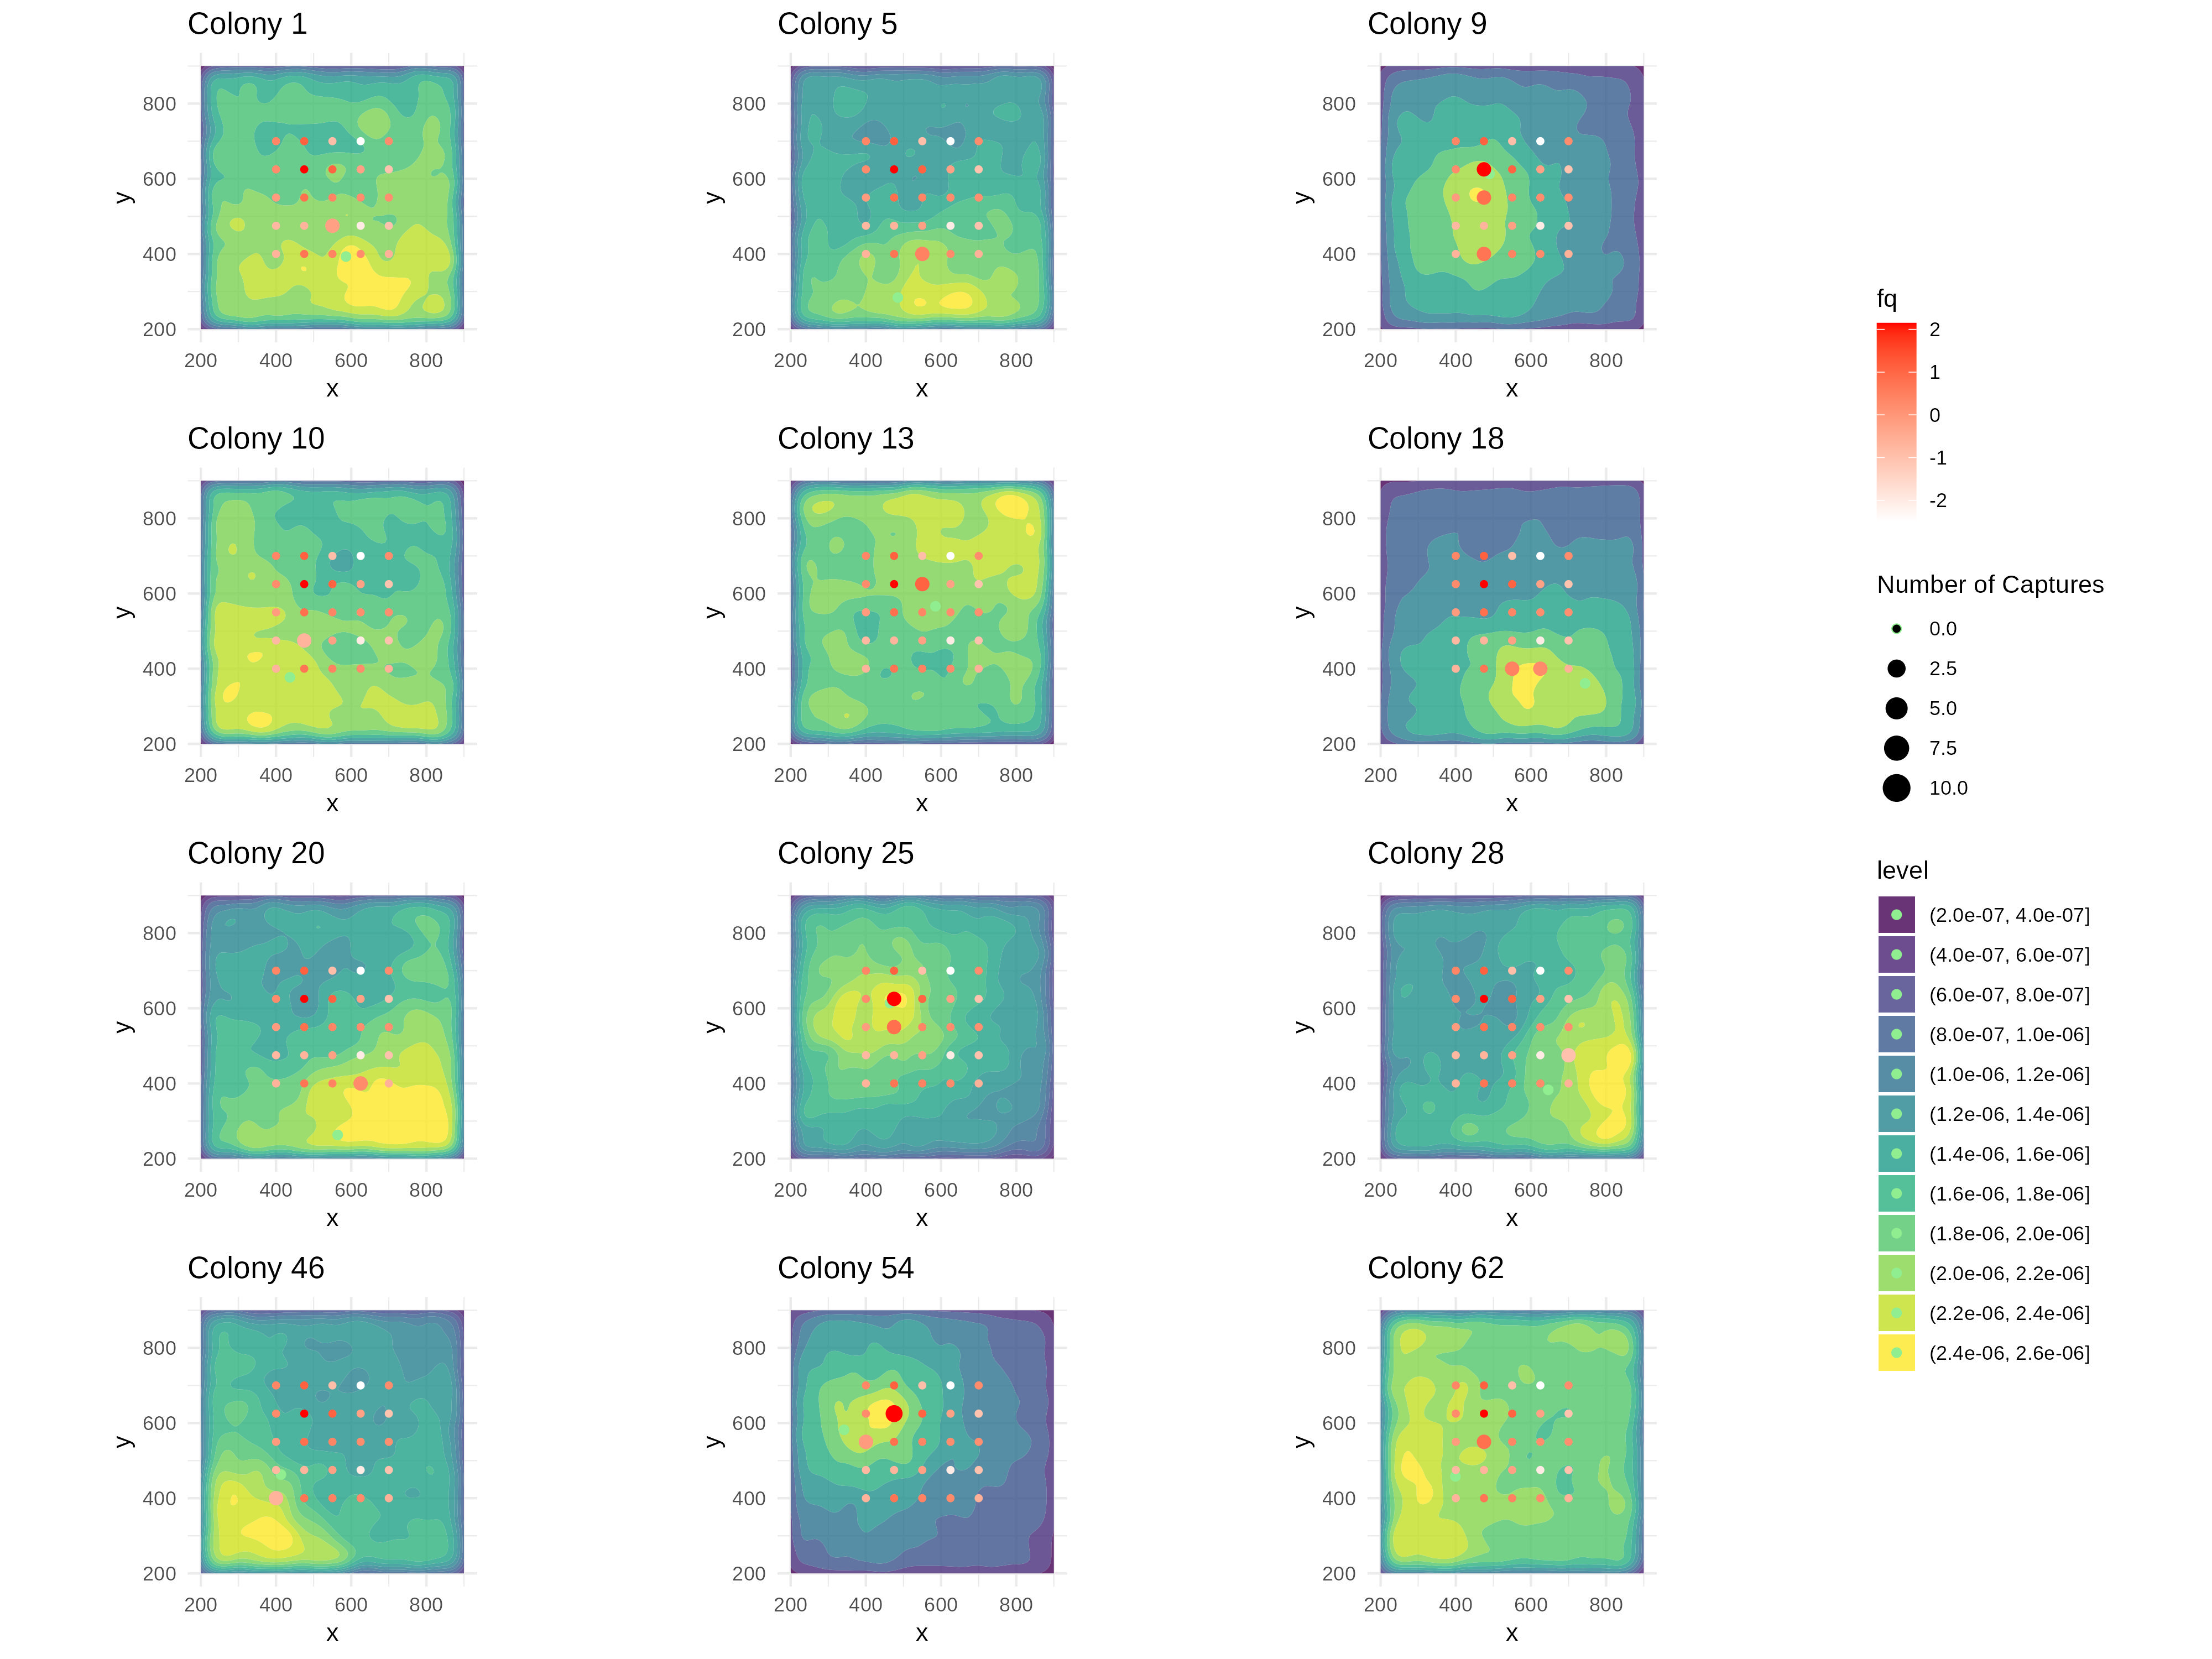 Colony 1
Colony 5
Colony 9
y
800
600
400
200
200 400 600 800
x
y
800
600
400
200
200 400 600 800
x
y
800
600
400
200
200 400 600 800
x
Colony 10
Colony 13
Colony 18
y
800
600
400
200
200 400 600 800
x
y
800
600
400
200
200 400 600 800
x
y
800
600
400
200
200 400 600 800
x
Colony 20
Colony 25
Colony 28
y
800
600
400
200
200 400 600 800
x
y
800
600
400
200
200 400 600 800
x
y
800
600
400
200
200 400 600 800
x
Colony 46
Colony 54
Colony 62
y
800
600
400
200
200 400 600 800
x
y
800
600
400
200
200 400 600 800
x
y
800
600
400
200
200 400 600 800
x
fq
2
1
0
-1
-2
Number of Captures
0.0
2.5
5.0
7.5
10.0
level
(2.0e-07, 4.0e-07]
(4.0e-07, 6.0e-07]
(6.0e-07, 8.0e-07]
(8.0e-07, 1.0e-06]
(1.0e-06, 1.2e-06]
(1.2e-06, 1.4e-06]
(1.4e-06, 1.6e-06]
(1.6e-06, 1.8e-06]
(1.8e-06, 2.0e-06]
(2.0e-06, 2.2e-06]
(2.2e-06, 2.4e-06]
(2.4e-06, 2.6e-06]